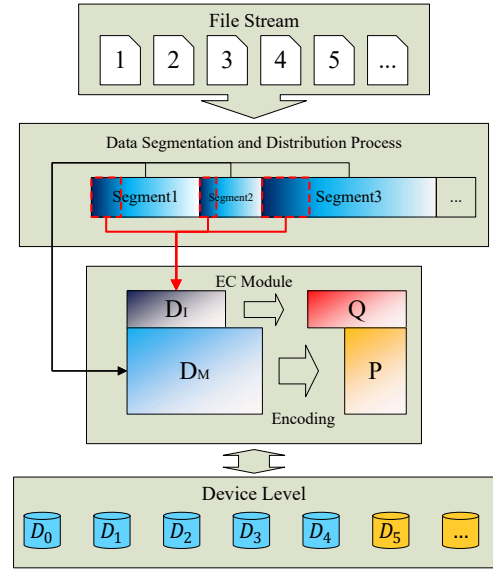 File Stream
1 2 3 4 5 ...
Data Segmentation and Distribution Process
Segment1 Segment2 Segment3 ...
EC Module
DI Q
DM P
Encoding
Device Level
D0 D1 D2 D3 D4 D5 ...